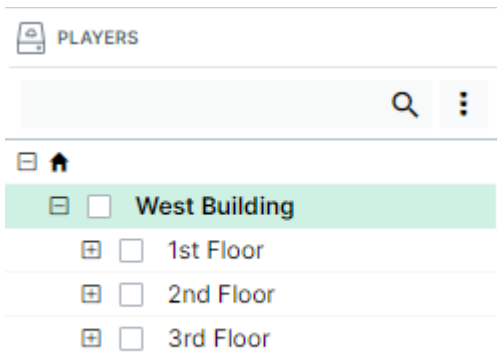 PLAYERS
West Building
1st Floor
2nd Floor
3rd Floor